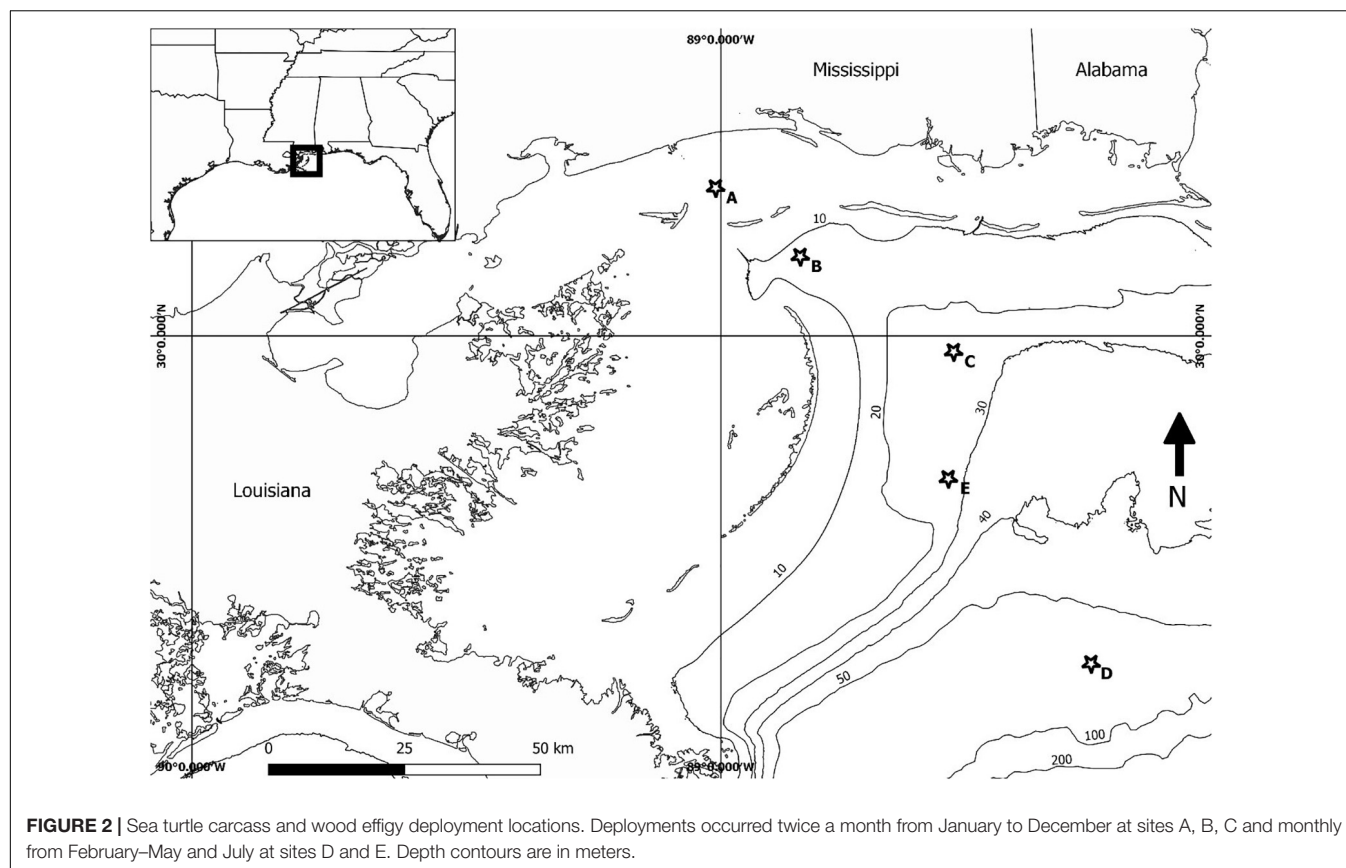 89°0.000'W
Mississippi
Alabama
A
10
B
30°0.000'N
30°0.000'N
C
20
30
E
N
Louisiana
40
10
50
D
0
25
50 km
100
200
90°0.000'W
89°0.000'W
FIGURE 2 | Sea turtle carcass and wood effigy deployment locations. Deployments occurred twice a month from January to December at sites A, B, C and monthly
from February–May and July at sites D and E. Depth contours are in meters.